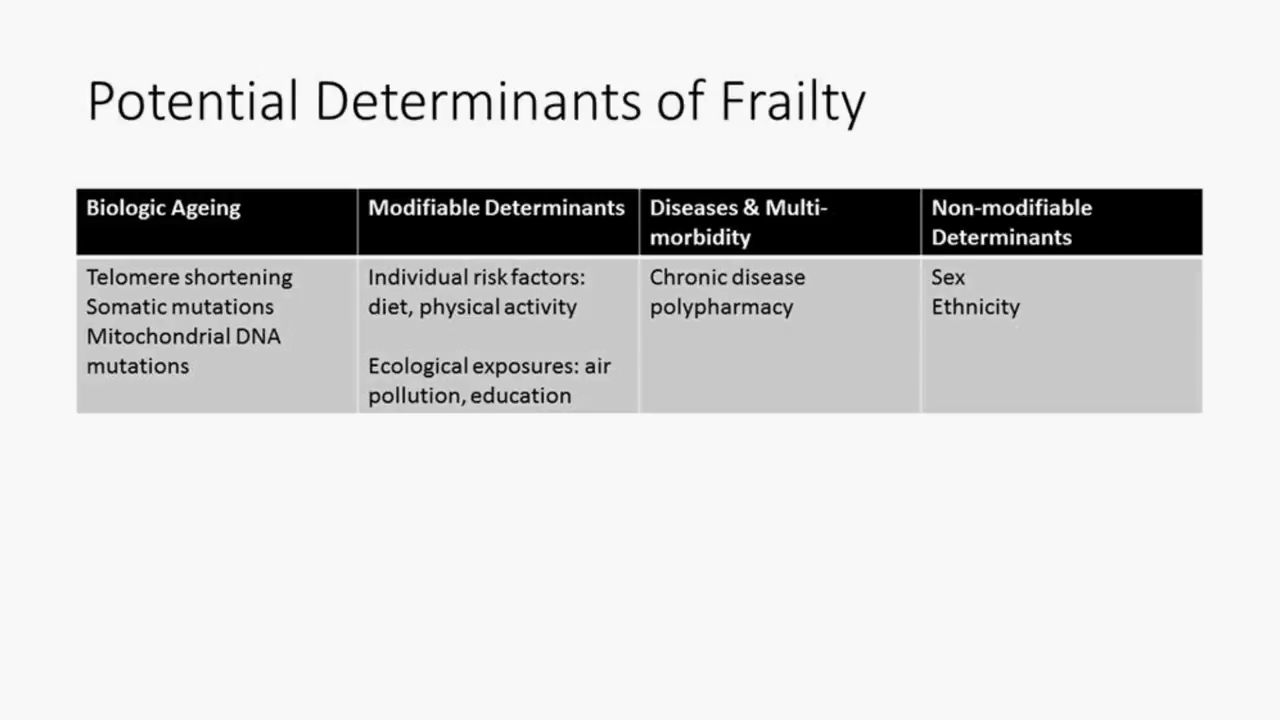 Potential Determinants of Frailty
Biologic Ageing
Modifiable Determinants
Diseases & Multi-
morbidity
Non-modifiable
Determinants
Telomere shortening
Somatic mutations
Mitochondrial DNA
mutations
Individual risk factors:
diet, physical activity
Ecological exposures: air
pollution, education
Chronic disease
polypharmacy
Sex
Ethnicity